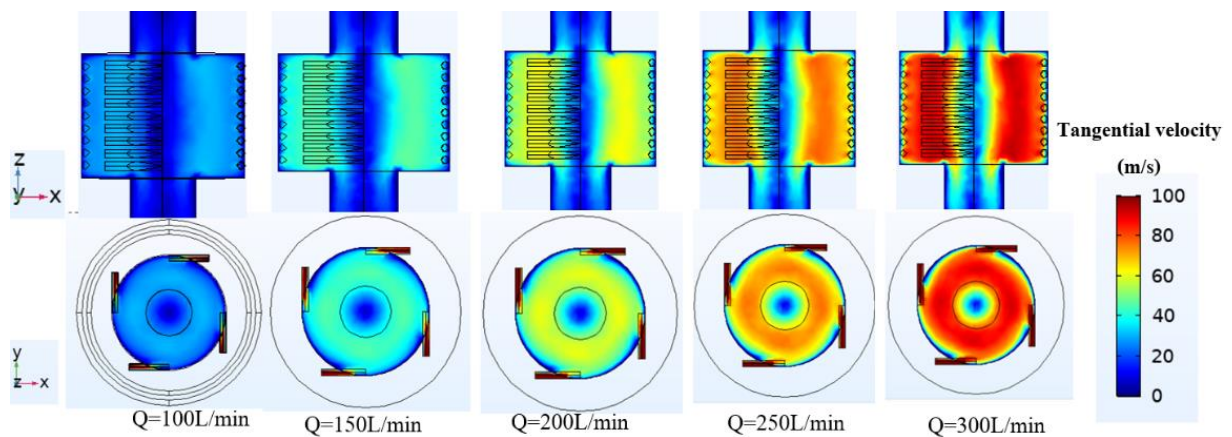 z
y x
Tangential velocity
(m/s)
100
80
60
40
20
0
y
z x
Q=100L/min
Q=150L/min
Q=200L/min
Q=250L/min
Q=300L/min